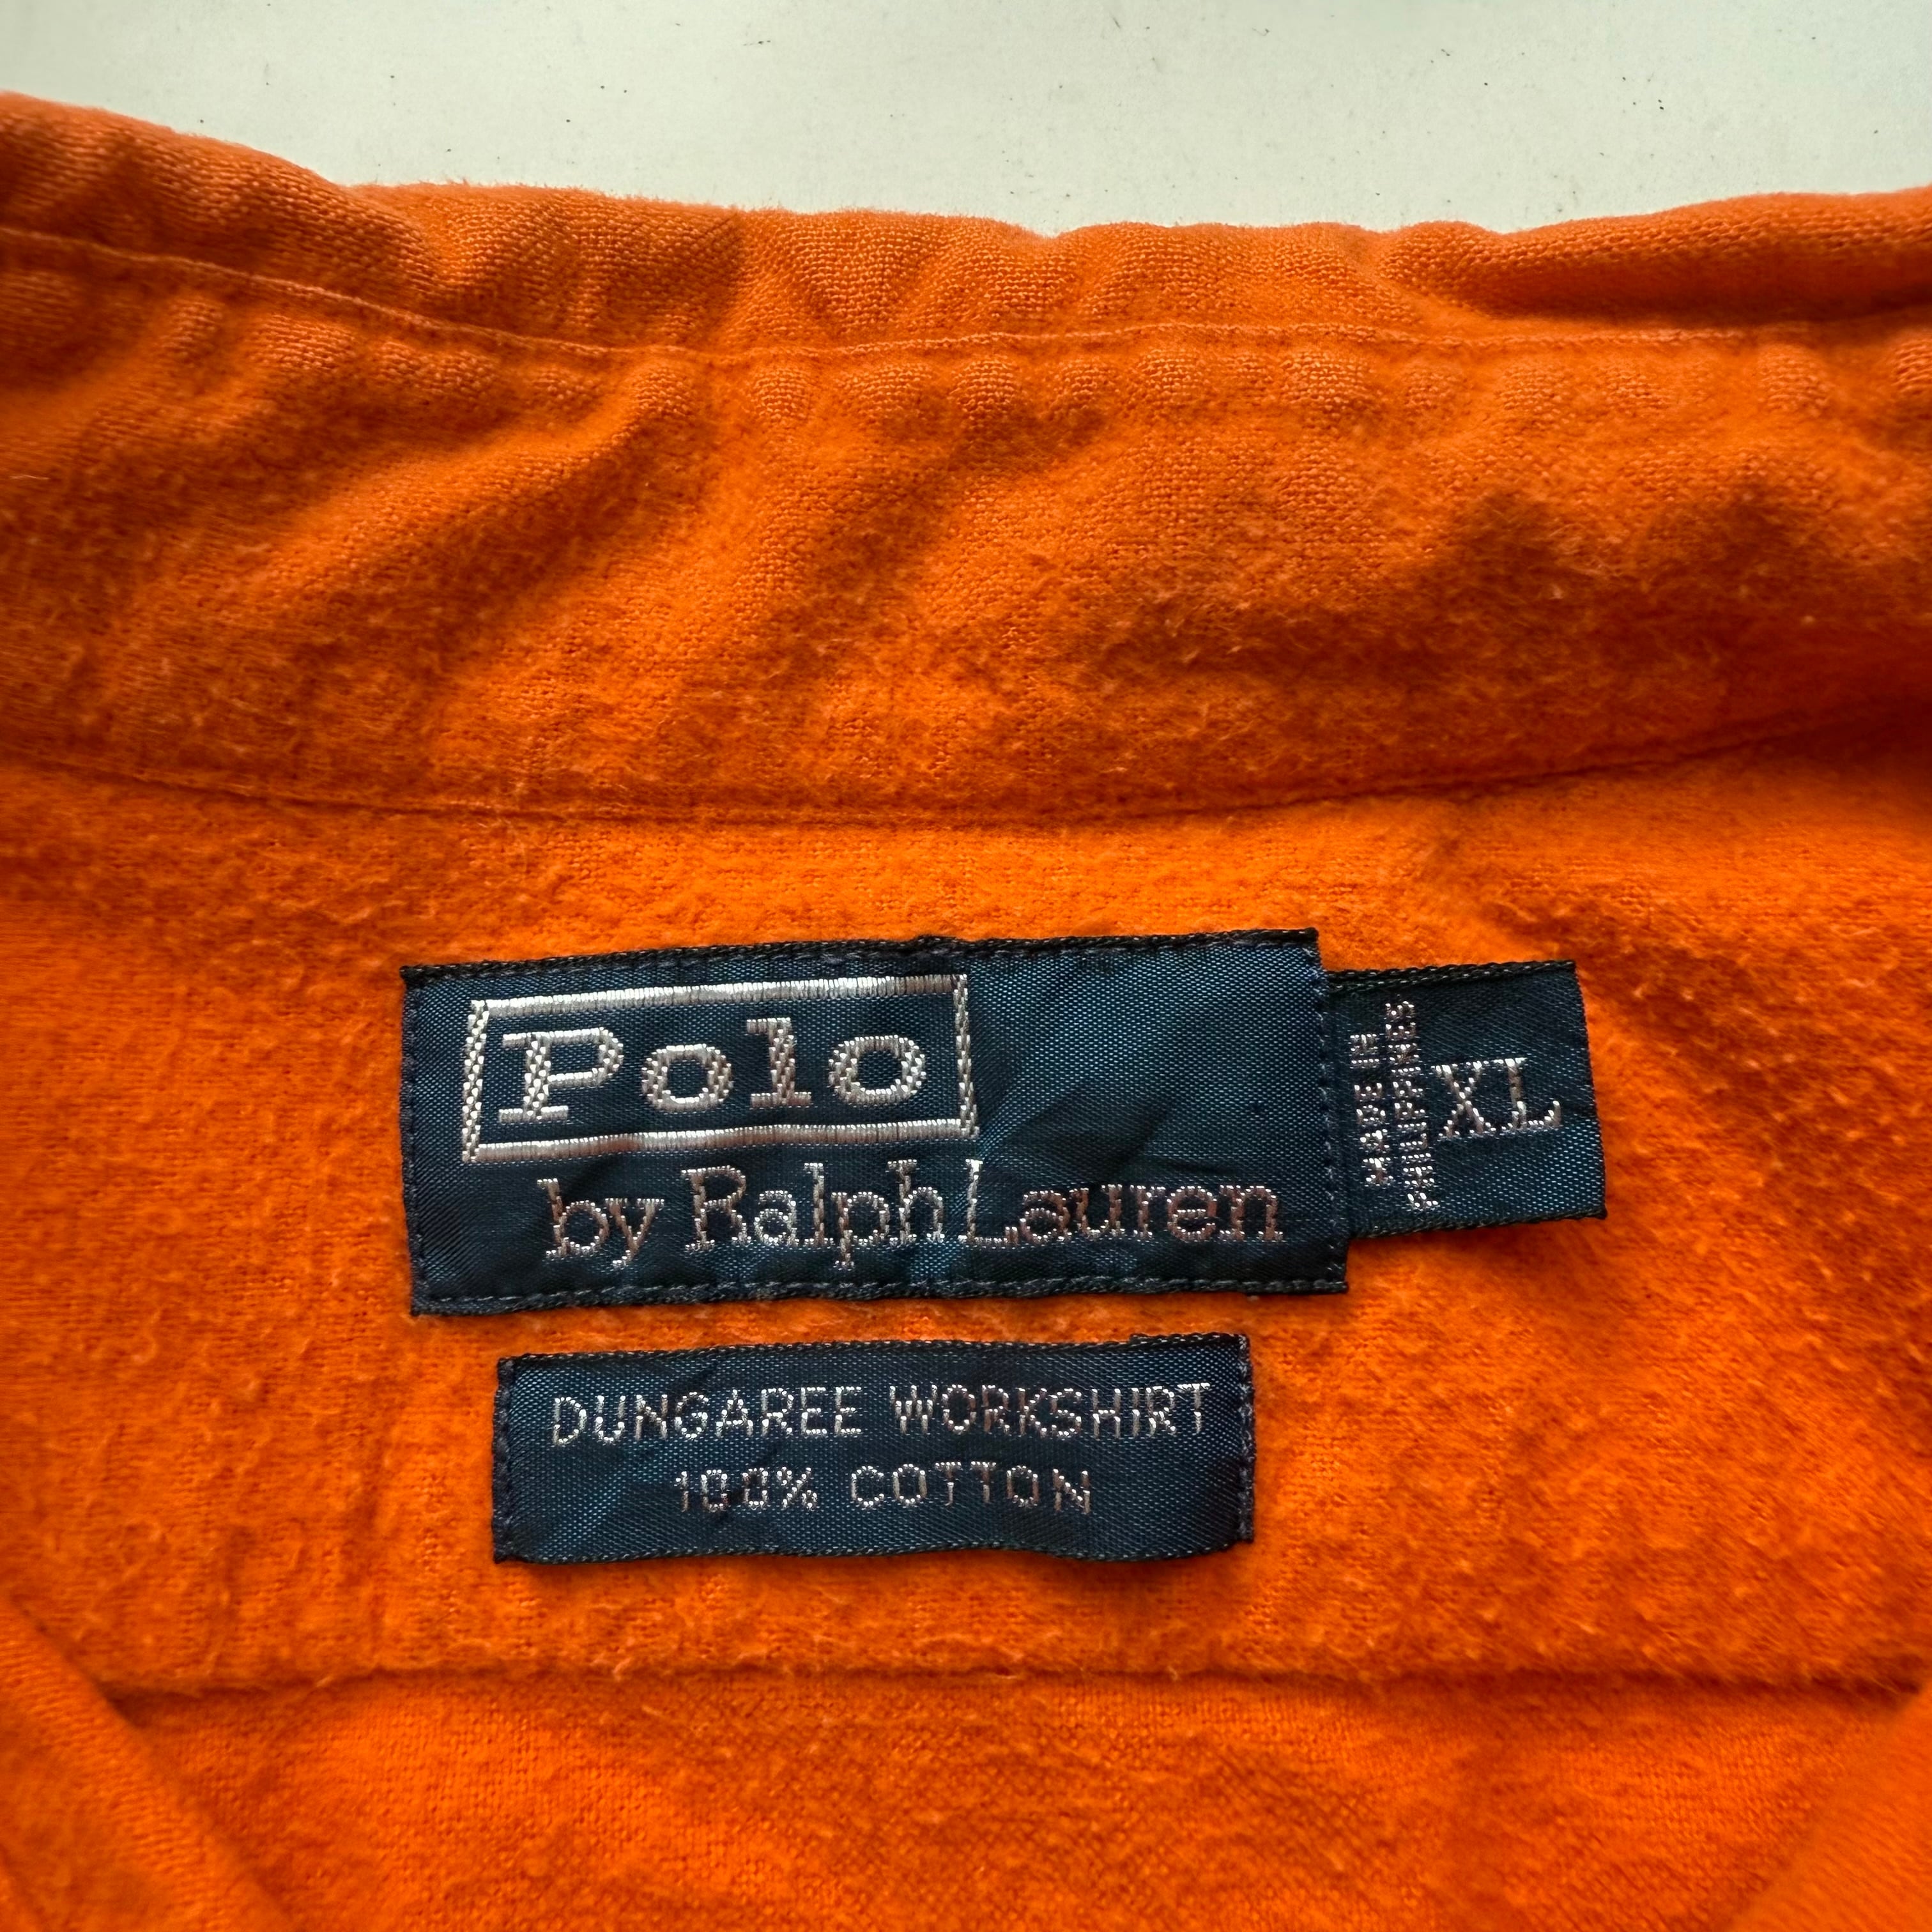 Polo
by Ralph Lauren
MADE IN
PHILIPPINES
XL
DUNGAREE WORKSHIRT
100% COTTON